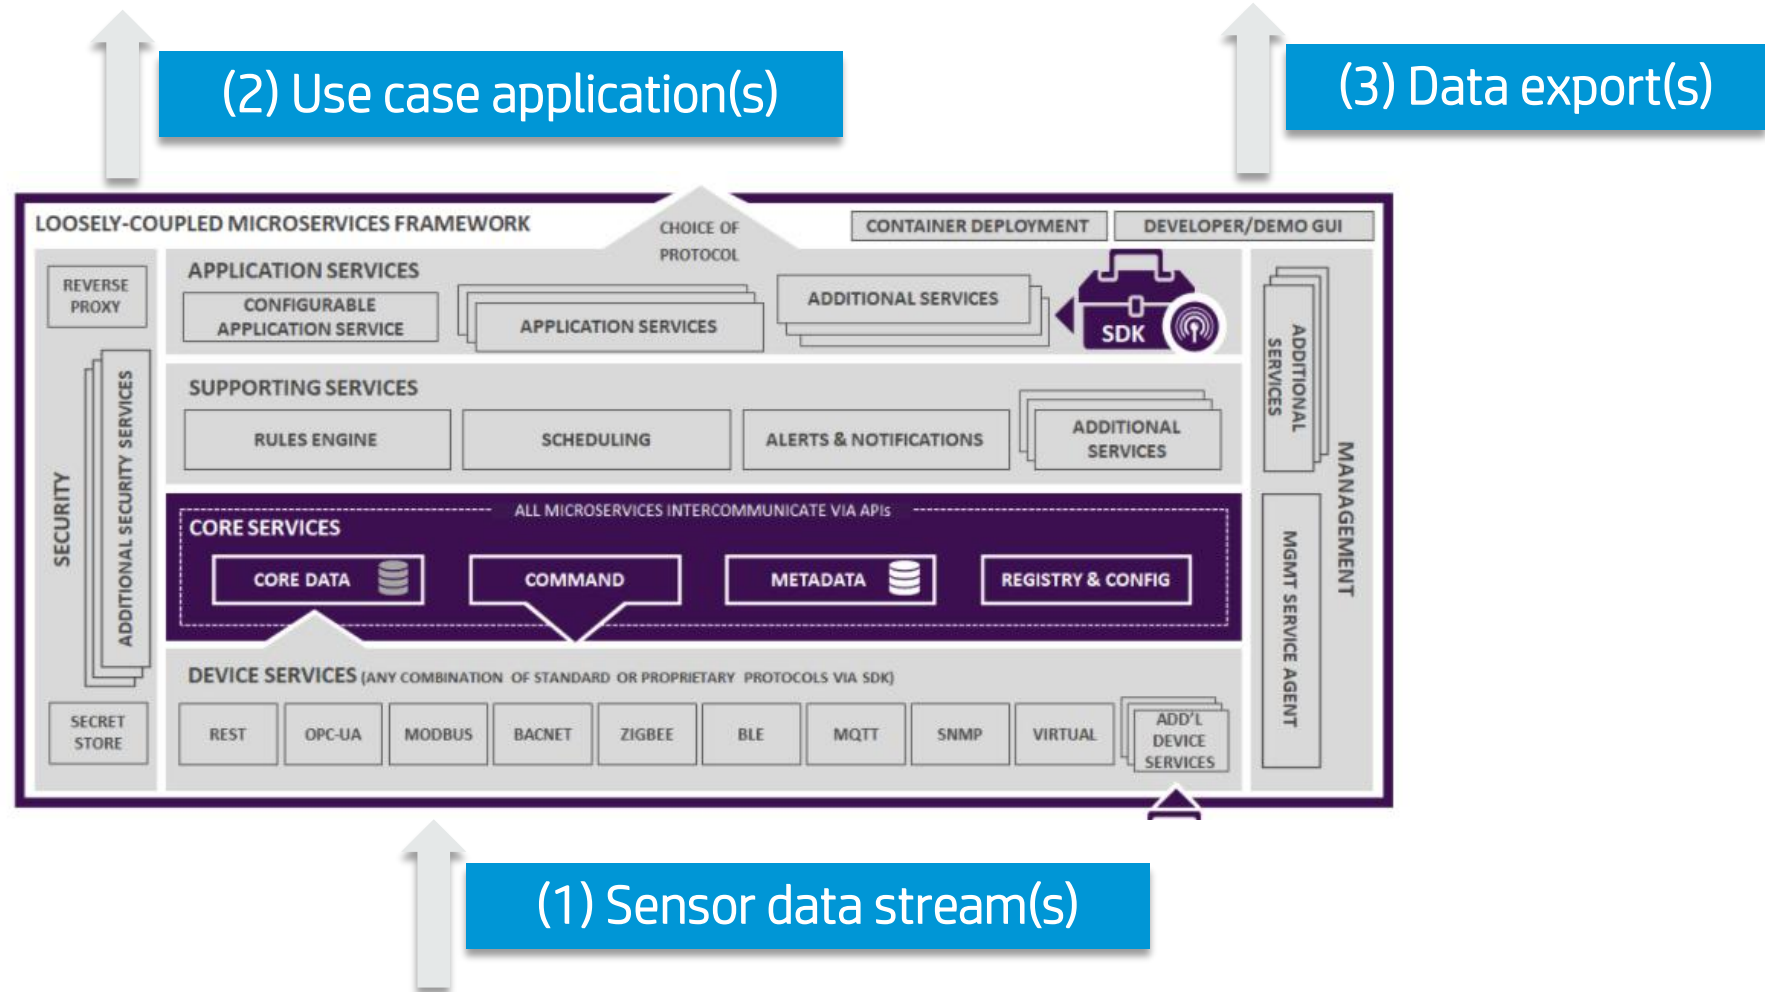 (2) Use case application(s)
(3) Data export(s)
LOOSELY-COUPLED MICROSERVICES FRAMEWORK
CHOICE OF
PROTOCOL
CONTAINER DEPLOYMENT
DEVELOPER/DEMO GUI
REVERSE
PROXY
SECURITY
ADDITIONAL SECURITY SERVICES
SECRET
STORE
APPLICATION SERVICES
CONFIGURABLE
APPLICATION SERVICE
APPLICATION SERVICES
ADDITIONAL SERVICES
SDK
SUPPORTING SERVICES
RULES ENGINE
SCHEDULING
ALERTS & NOTIFICATIONS
ADDITIONAL
SERVICES
ALL MICROSERVICES INTERCOMMUNICATE VIA APIs
CORE SERVICES
CORE DATA
COMMAND
METADATA
REGISTRY & CONFIG
DEVICE SERVICES (ANY COMBINATION OF STANDARD OR PROPRIETARY PROTOCOLS VIA SDK)
REST
OPC-UA
MODBUS
BACNET
ZIGBEE
BLE
MQTT
SNMP
VIRTUAL
ADD'L
DEVICE
SERVICES
ADDITIONAL
SERVICES
MANAGEMENT
MGMT SERVICE AGENT
(1) Sensor data stream(s)